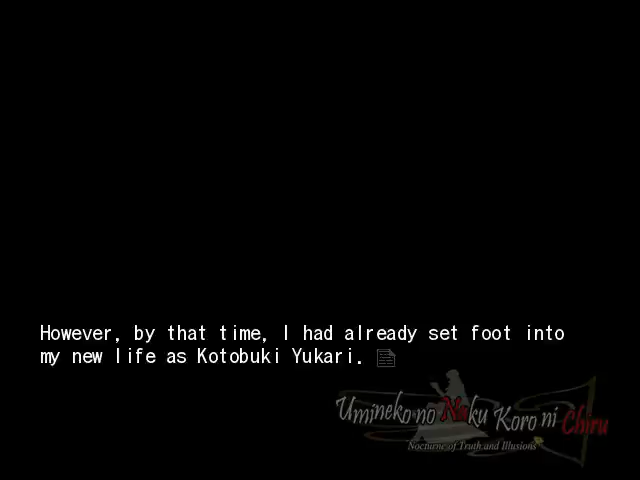 However, by that time, I had already set foot into
my new life as Kotobuki Yukari.
Umineko no Naku Koro ni Chiru
Nocturne of Truth and Illusions